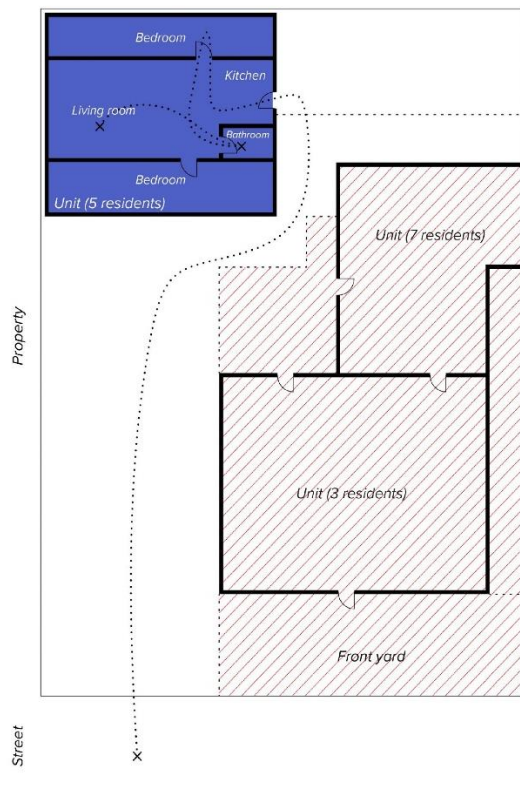 Bedroom
Kitchen
Living room
Bathroom
Bedroom
Unit (5 residents)
Unit (7 residents)
Property
Unit (3 residents)
Front yard
Street